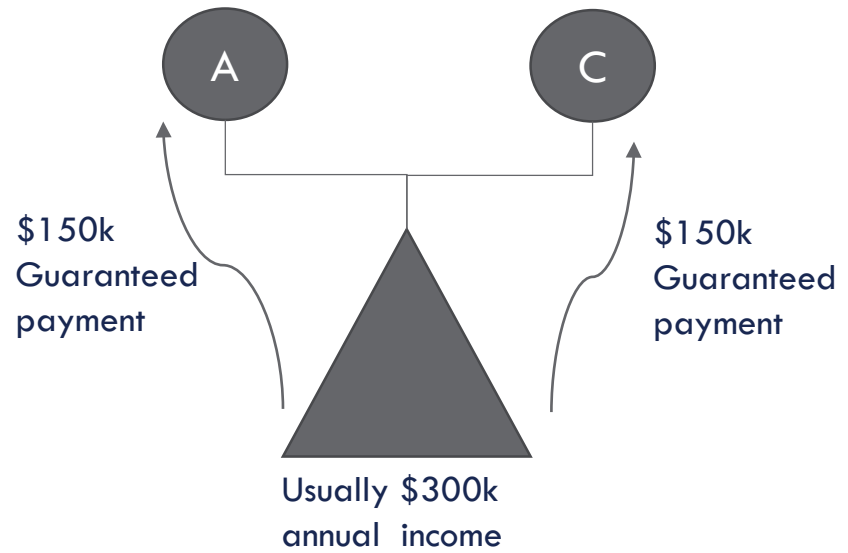 A
C
$150k
Guaranteed
payment
$150k
Guaranteed
payment
Usually $300k
annual income